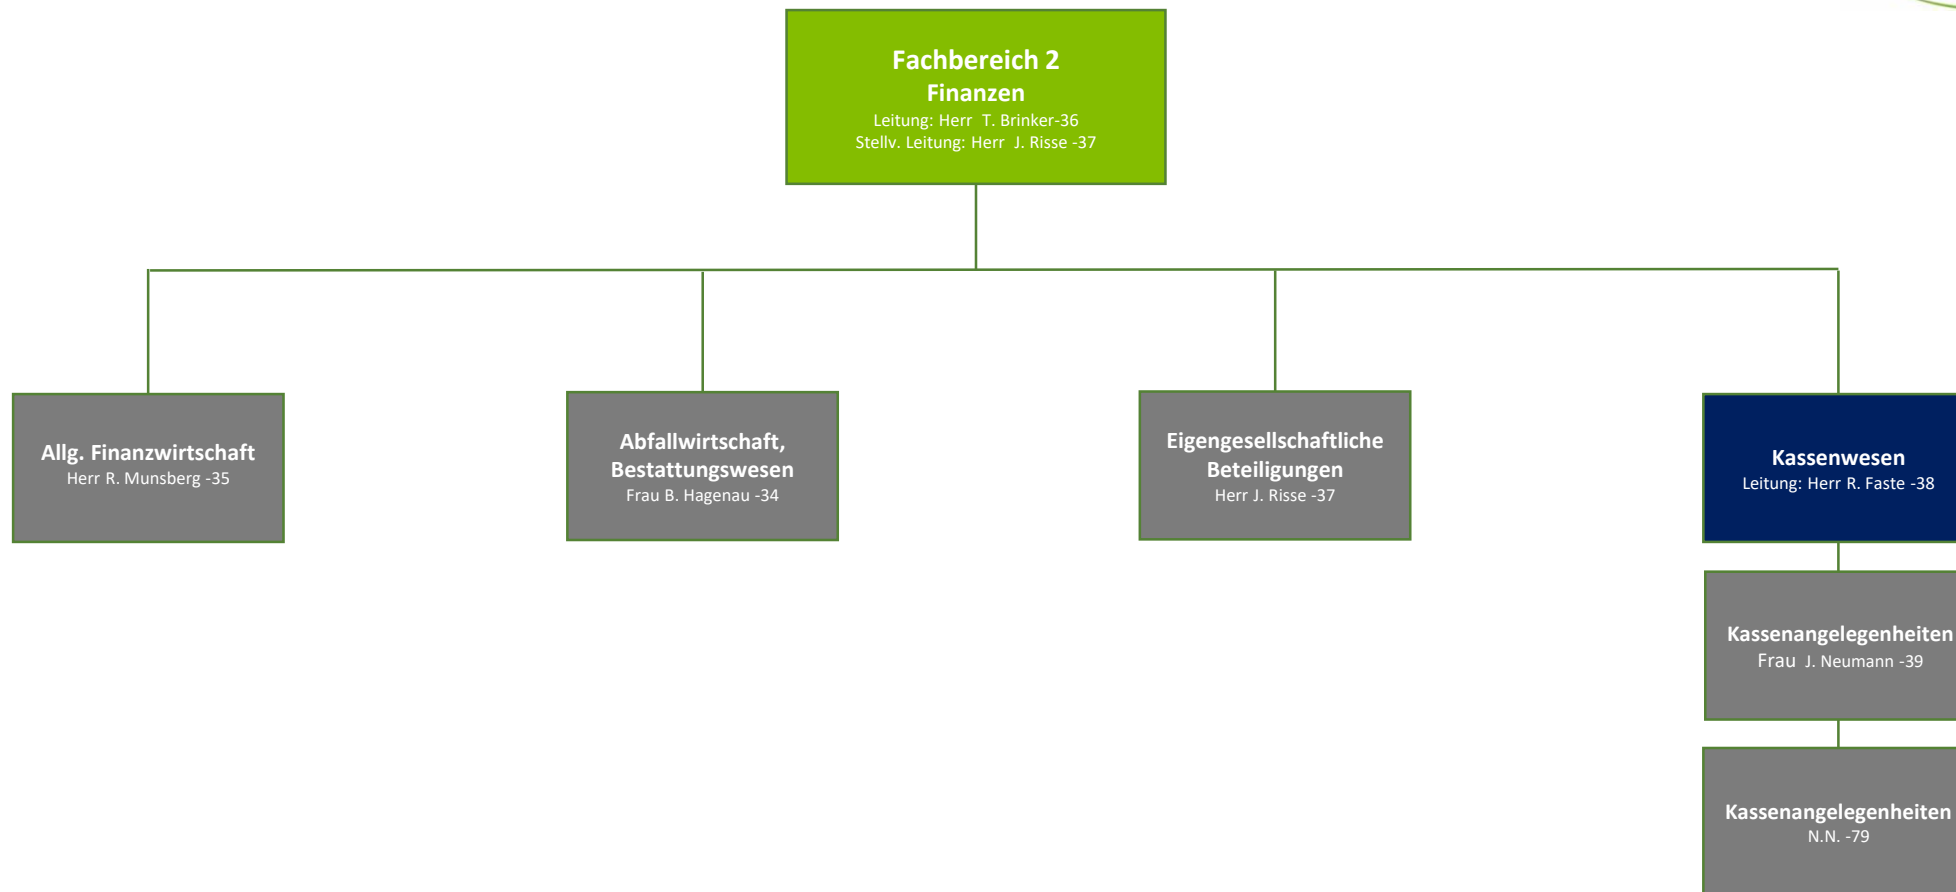 Fachbereich 2
Finanzen
Leitung: Herr T. Brinker-36
Stellv. Leitung: Herr J. Risse -37
Allg. Finanzwirtschaft
Herr R. Munsberg -35
Abfallwirtschaft,
Bestattungswesen
Frau B. Hagenau -34
Eigengesellschaftliche
Beteiligungen
Herr J. Risse -37
Kassenwesen
Leitung: Herr R. Faste -38
Kassenangelegenheiten
Frau J. Neumann -39
Kassenangelegenheiten
N.N. -79